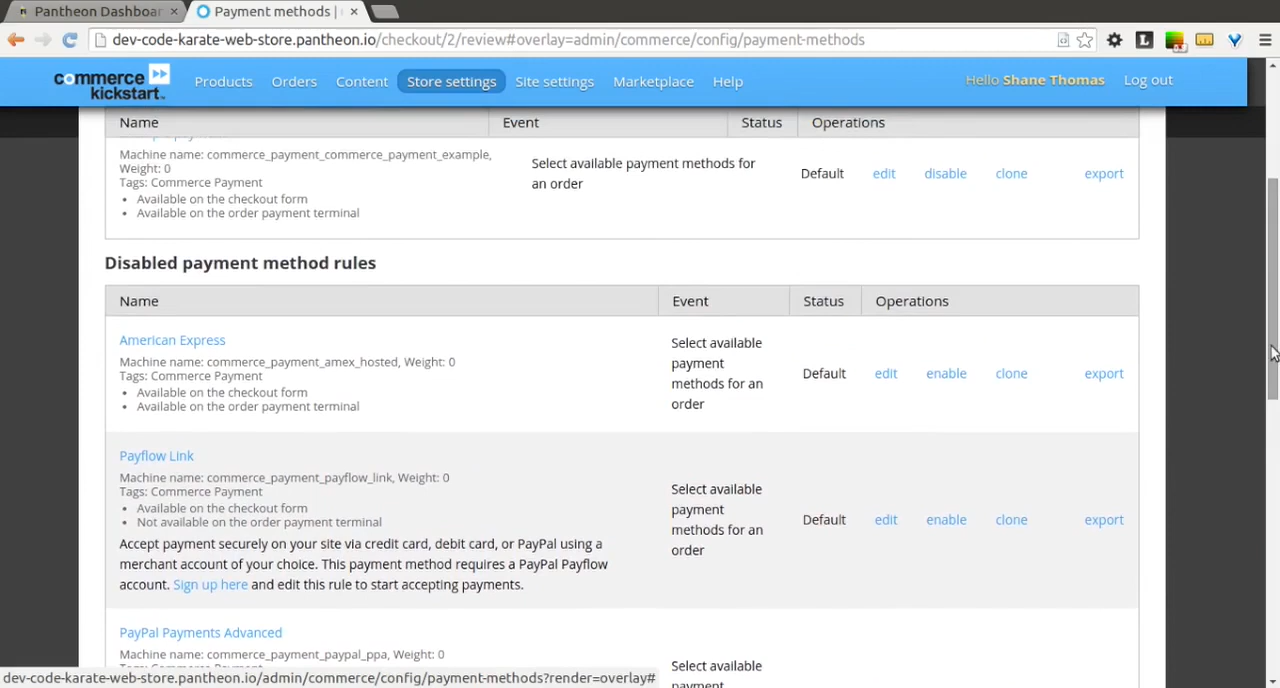 Pantheon Dashboar
Payment methods |
dev-code-karate-web-store.pantheon.io/checkout/2/review#overlay=admin/commerce/config/payment-methods
commerce kickstart
Products Orders Content Store settings Site settings Marketplace Help Hello Shane Thomas Log out
Name Event Status Operations
Machine name: commerce_payment_commerce_payment_example,
Weight: 0
Tags: Commerce Payment
• Available on the checkout form
• Available on the order payment terminal
Select available payment methods for
an order
Default edit disable clone export
Disabled payment method rules
Name Event Status Operations
American Express
Machine name: commerce_payment_amex_hosted, Weight: 0
Tags: Commerce Payment
• Available on the checkout form
• Available on the order payment terminal
Select available
payment
methods for an
order
Default edit enable clone export
Payflow Link
Machine name: commerce_payment_payflow_link, Weight: 0
Tags: Commerce Payment
• Available on the checkout form
• Not available on the order payment terminal
Accept payment securely on your site via credit card, debit card, or PayPal using a
merchant account of your choice. This payment method requires a PayPal Payflow
account. Sign up here and edit this rule to start accepting payments.
Select available
payment
methods for an
order
Default edit enable clone export
PayPal Payments Advanced
Machine name: commerce_payment_paypal_ppa, Weight: 0
Select available
payment
dev-code-karate-web-store.pantheon.io/admin/commerce/config/payment-methods?render=overlay#